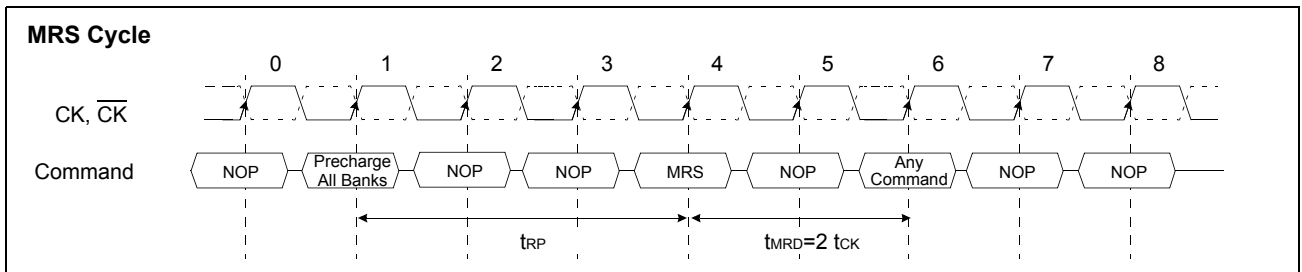 MRS Cycle
0 1 2 3 4 5 6 7 8
CK, C̅K̅
Command NOP Precharge All Banks NOP NOP MRS NOP Any Command NOP NOP
tRP tMRD=2 tCK